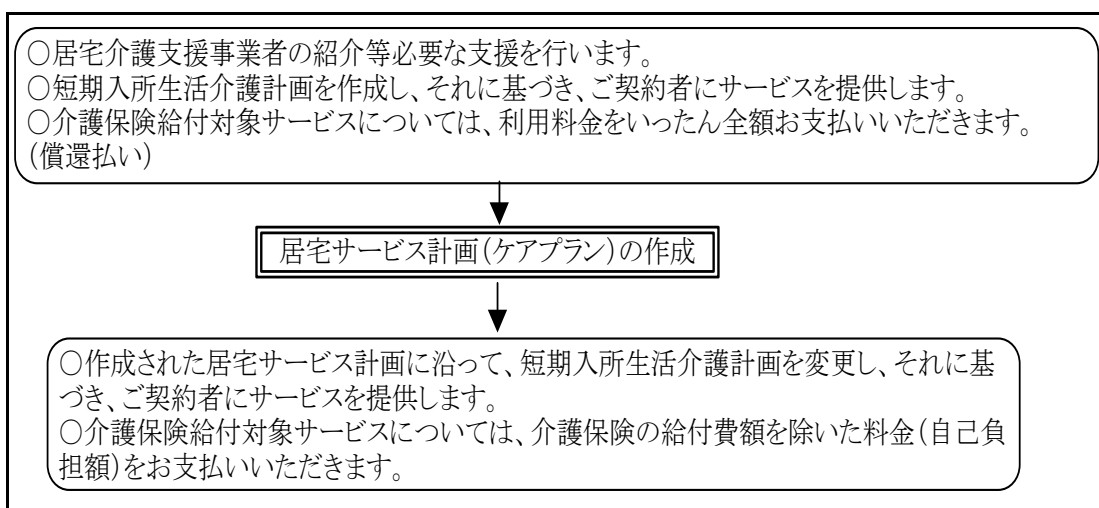 ○居宅介護支援事業者の紹介等必要な支援を行います。
○短期入所生活介護計画を作成し、それに基づき、ご契約者にサービスを提供します。
○介護保険給付対象サービスについては、利用料金をいったん全額お支払いいただきます。
(償還払い)
居宅サービス計画(ケアプラン)の作成
○作成された居宅サービス計画に沿って、短期入所生活介護計画を変更し、それに基
づき、ご契約者にサービスを提供します。
○介護保険給付対象サービスについては、介護保険の給付費額を除いた料金(自己負
担額)をお支払いいただきます。